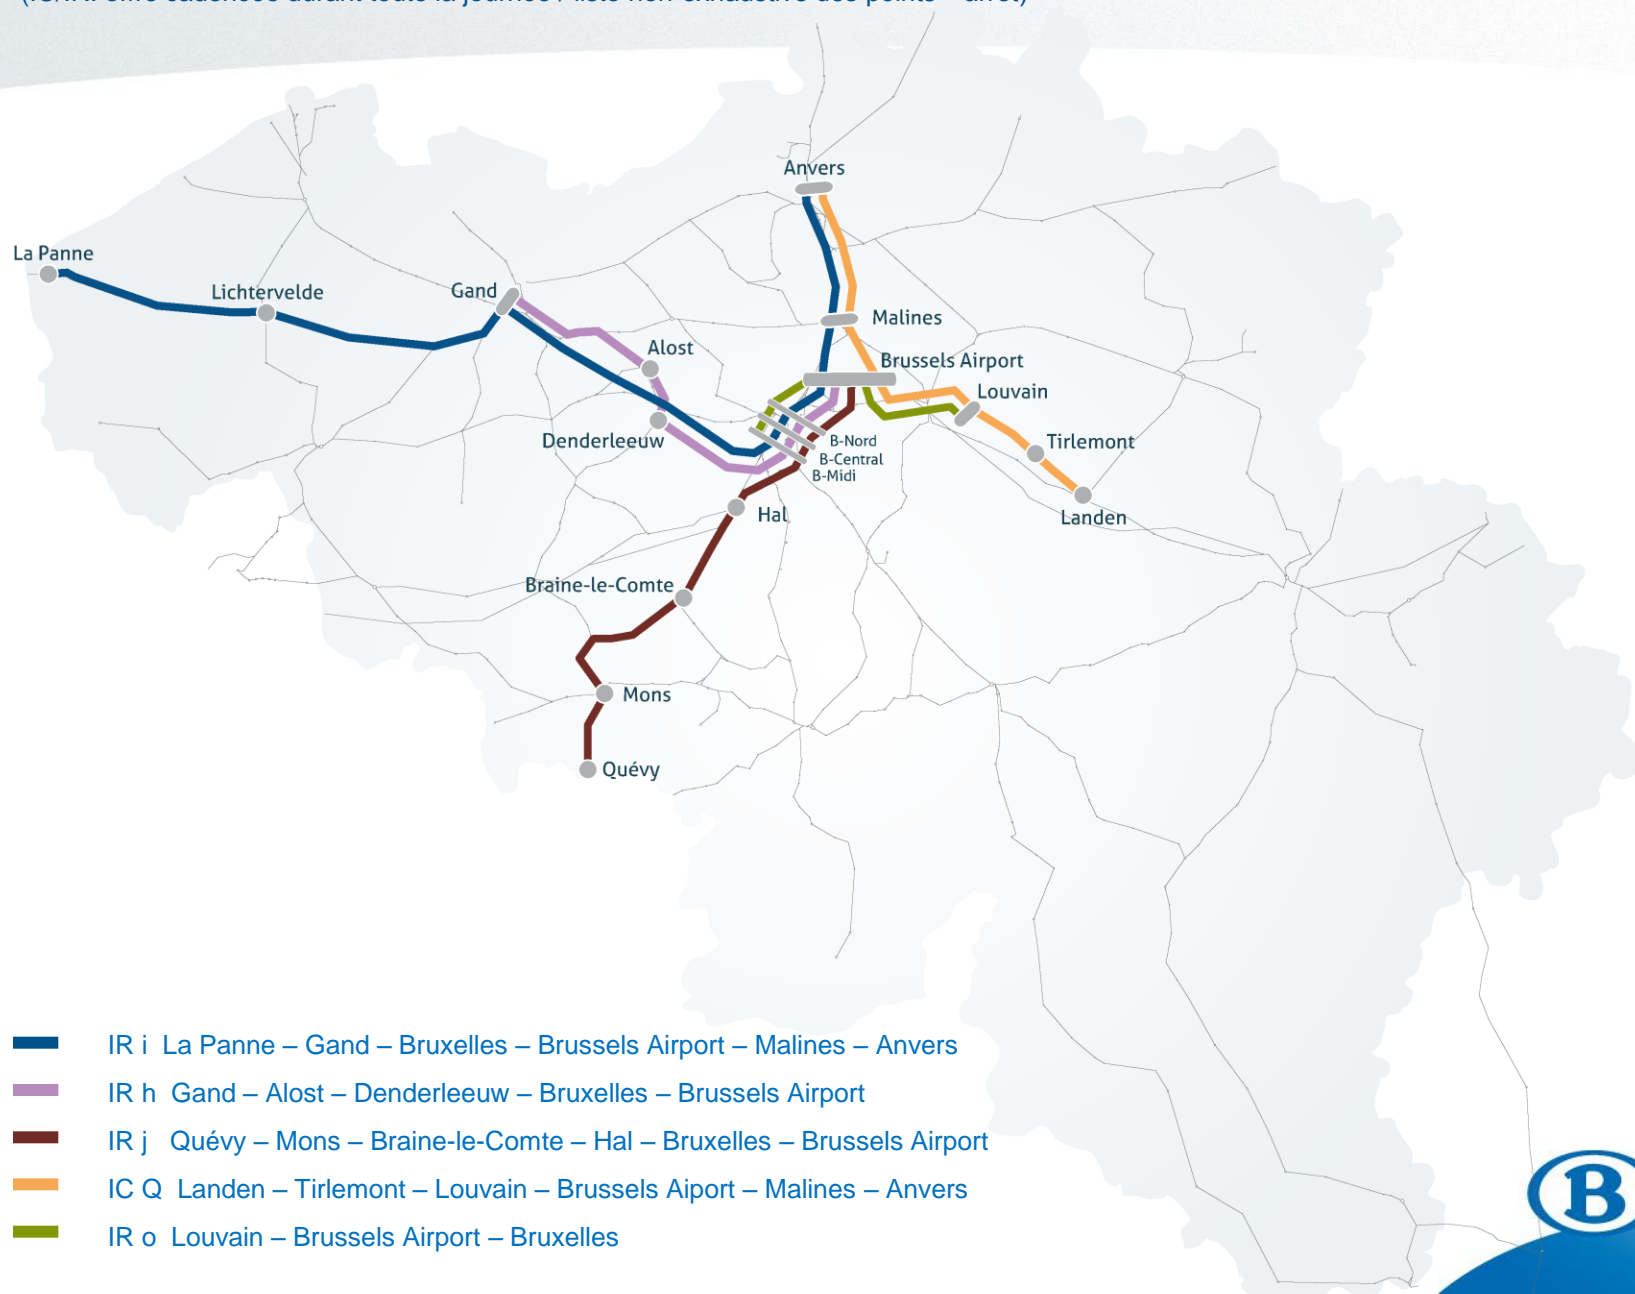 Anvers
La Panne
Lichtervelde
Gand
Malines
Alost
Brussels Airport
Louvain
Denderleeuw
B-Nord
B-Central
B-Midi
Tirlemont
Hal
Landen
Braine-le-Comte
Mons
Quévy
IR i La Panne – Gand – Bruxelles – Brussels Airport – Malines – Anvers
IR h Gand – Alost – Denderleeuw – Bruxelles – Brussels Airport
IR j Quévy – Mons – Braine-le-Comte – Hal – Bruxelles – Brussels Airport
IC Q Landen – Tirlemont – Louvain – Brussels Aiport – Malines – Anvers
IR o Louvain – Brussels Airport – Bruxelles
B